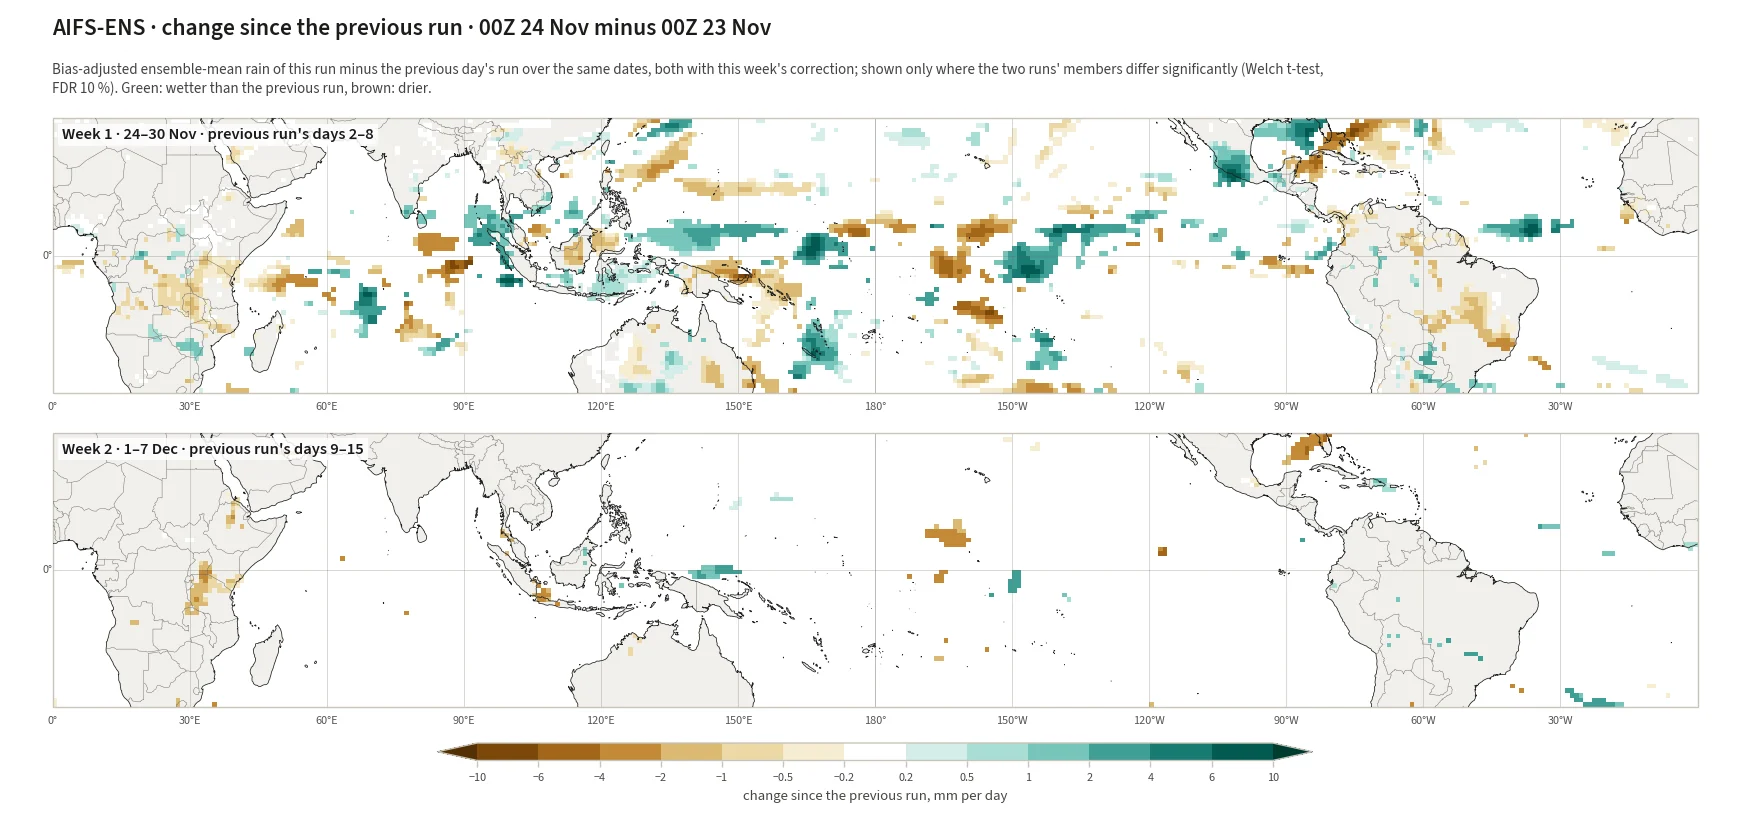 AIFS-ENS · change since the previous run · 00Z 24 Nov minus 00Z 23 Nov
Bias-adjusted ensemble-mean rain of this run minus the previous day's run over the same dates, both with this week's correction; shown only where the two runs' members differ significantly (Welch t-test,
FDR 10 %). Green: wetter than the previous run, brown: drier.
Week 1 · 24–30 Nov · previous run's days 2–8
0°
0° 30°E 60°E 90°E 120°E 150°E 180° 150°W 120°W 90°W 60°W 30°W
Week 2 · 1–7 Dec · previous run's days 9–15
0°
0° 30°E 60°E 90°E 120°E 150°E 180° 150°W 120°W 90°W 60°W 30°W
−10 −6 −4 −2 −1 −0.5 −0.2 0.2 0.5 1 2 4 6 10
change since the previous run, mm per day